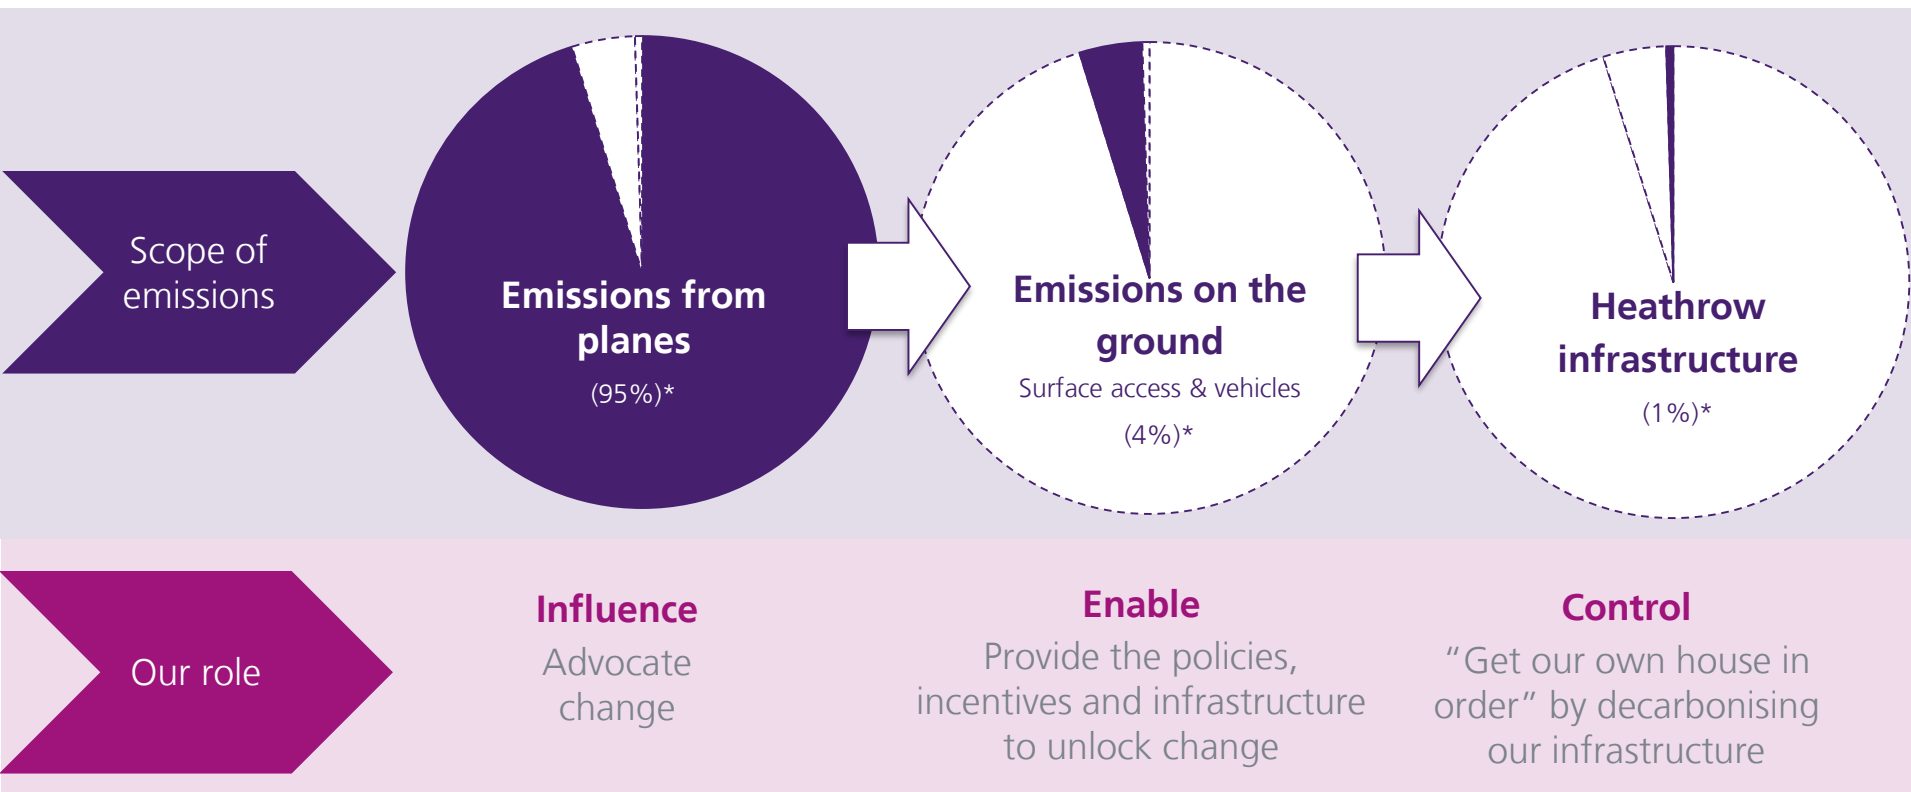 Scope of
emissions
Emissions from
planes
(95%)*
Emissions on the
ground
Surface access & vehicles
(4%)*
Heathrow
infrastructure
(1%)*
Our role
Influence
Advocate
change
Enable
Provide the policies,
incentives and infrastructure
to unlock change
Control
“Get our own house in
order” by decarbonising
our infrastructure